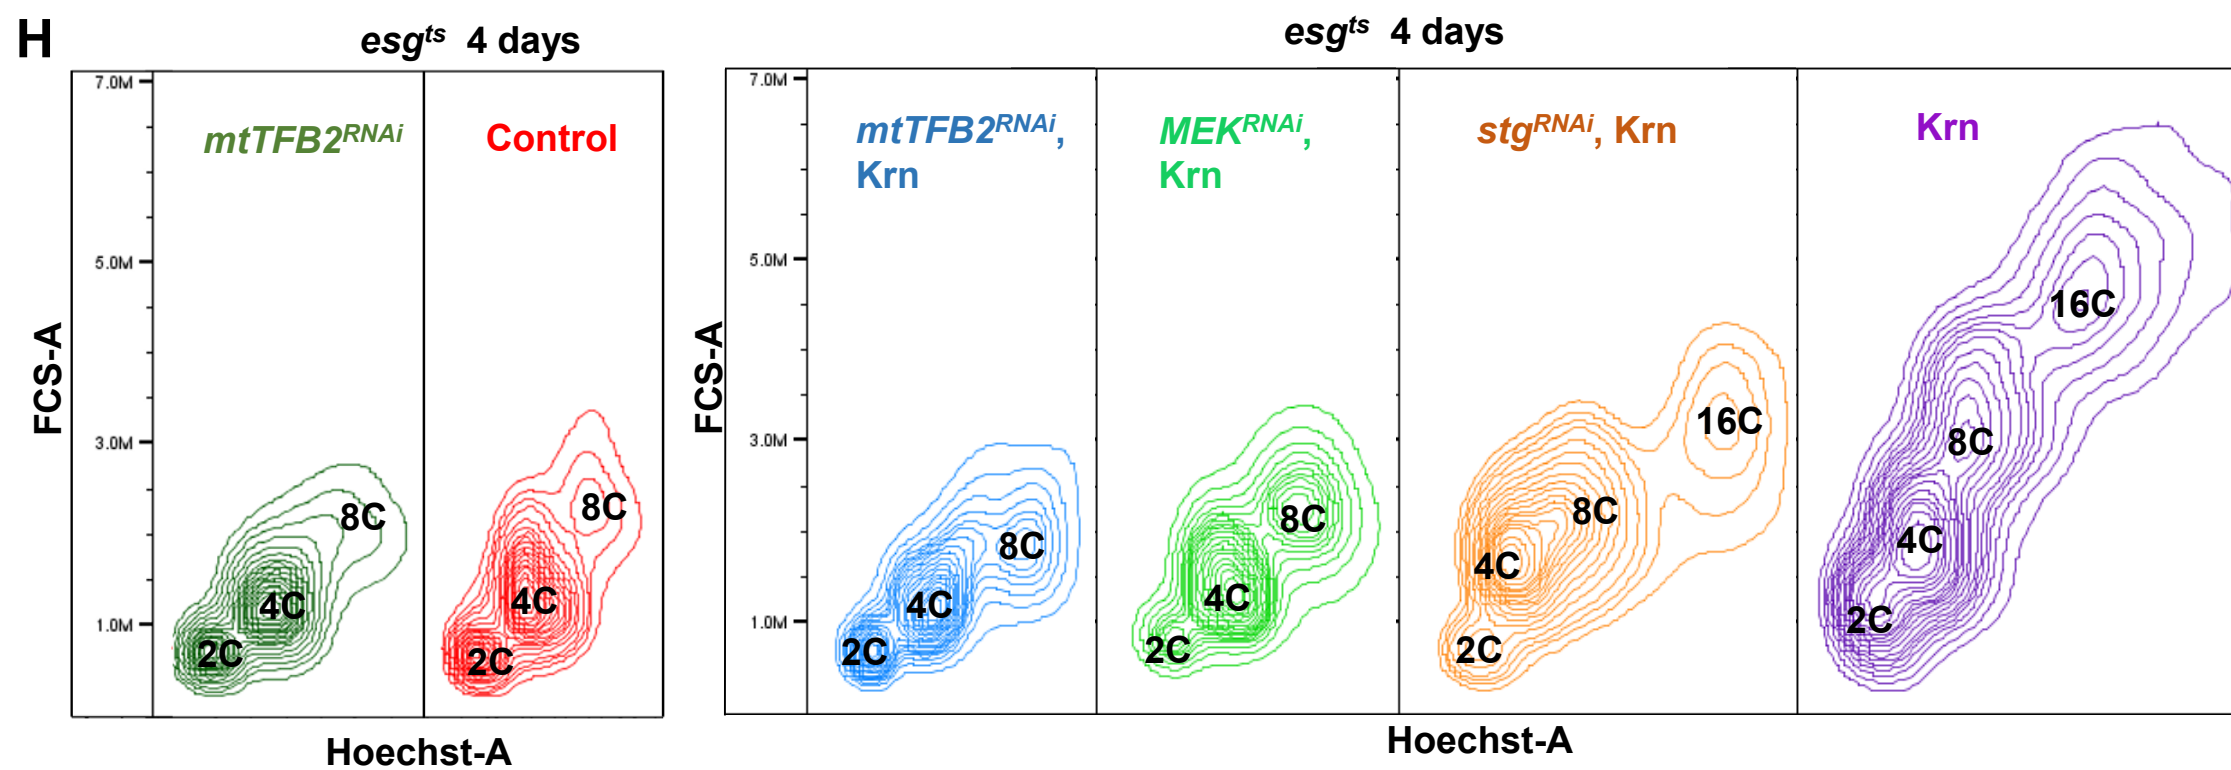 H
esgts 4 days
7.0M
5.0M
3.0M
1.0M
FCS-A
mtTFB2RNAi
8C
4C
2C
Control
8C
4C
2C
Hoechst-A
esgts 4 days
7.0M
5.0M
3.0M
1.0M
FCS-A
mtTFB2RNAi,
Krn
8C
4C
2C
MEKRNAi,
Krn
8C
4C
2C
stgRNAi, Krn
16C
8C
4C
2C
Krn
16C
8C
4C
2C
Hoechst-A